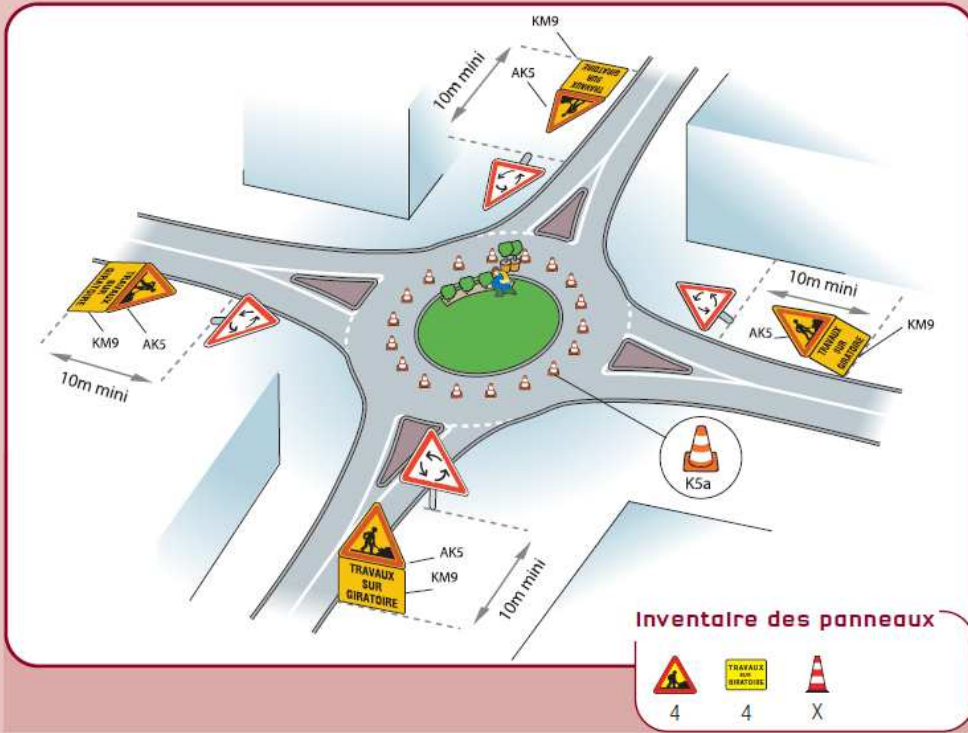 KM9
AK5
10m mini
TRAVAUX
SUR
GIRATOIRE
10m mini
AK5
KM9
TRAVAUX
SUR
GIRATOIRE
TRAVAUX
SUR
GIRATOIRE
KM9
AK5
10m mini
K5a
AK5
KM9
TRAVAUX
SUR
GIRATOIRE
10m mini
Inventaire des panneaux
TRAVAUX
SUR
GIRATOIRE
4
4
X